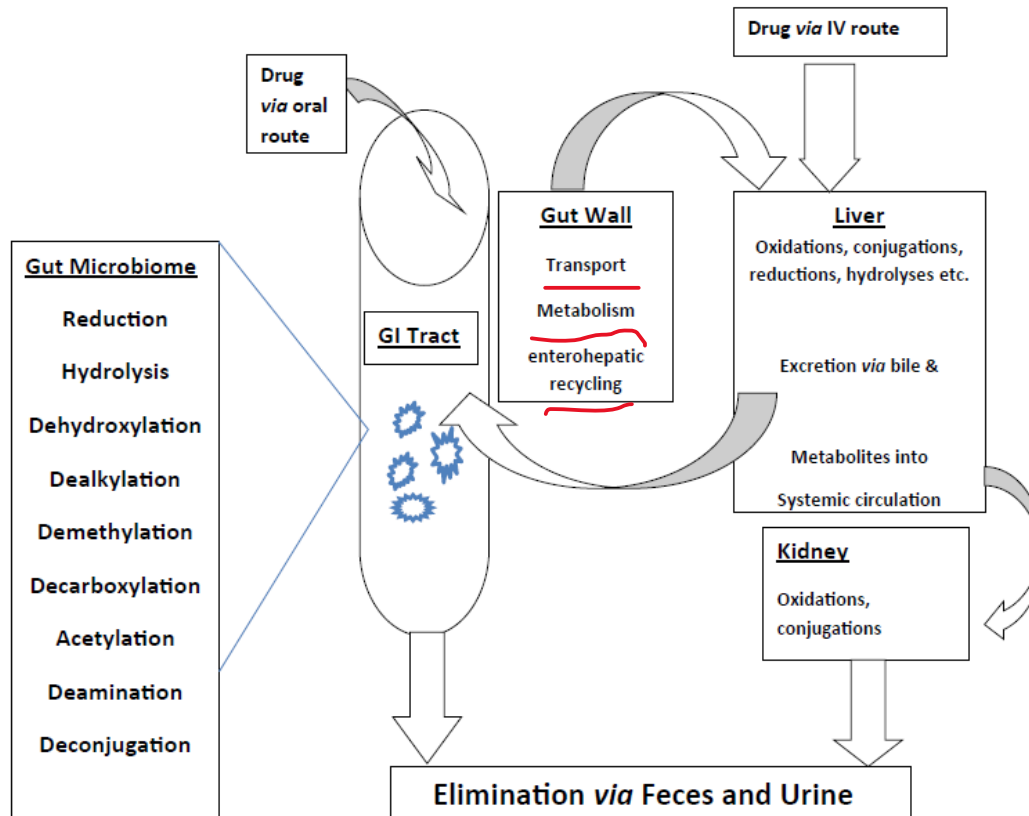 Drug via IV route
Drug
via oral
route
Gut Wall
Transport
Metabolism
enterohepatic
recycling
Liver
Oxidations, conjugations,
reductions, hydrolyses etc.
Excretion via bile &
Metabolites into
Systemic circulation
Gut Microbiome
Reduction
Hydrolysis
Dehydroxylation
Dealkylation
Demethylation
Decarboxylation
Acetylation
Deamination
Deconjugation
GI Tract
Kidney
Oxidations,
conjugations
Elimination via Feces and Urine